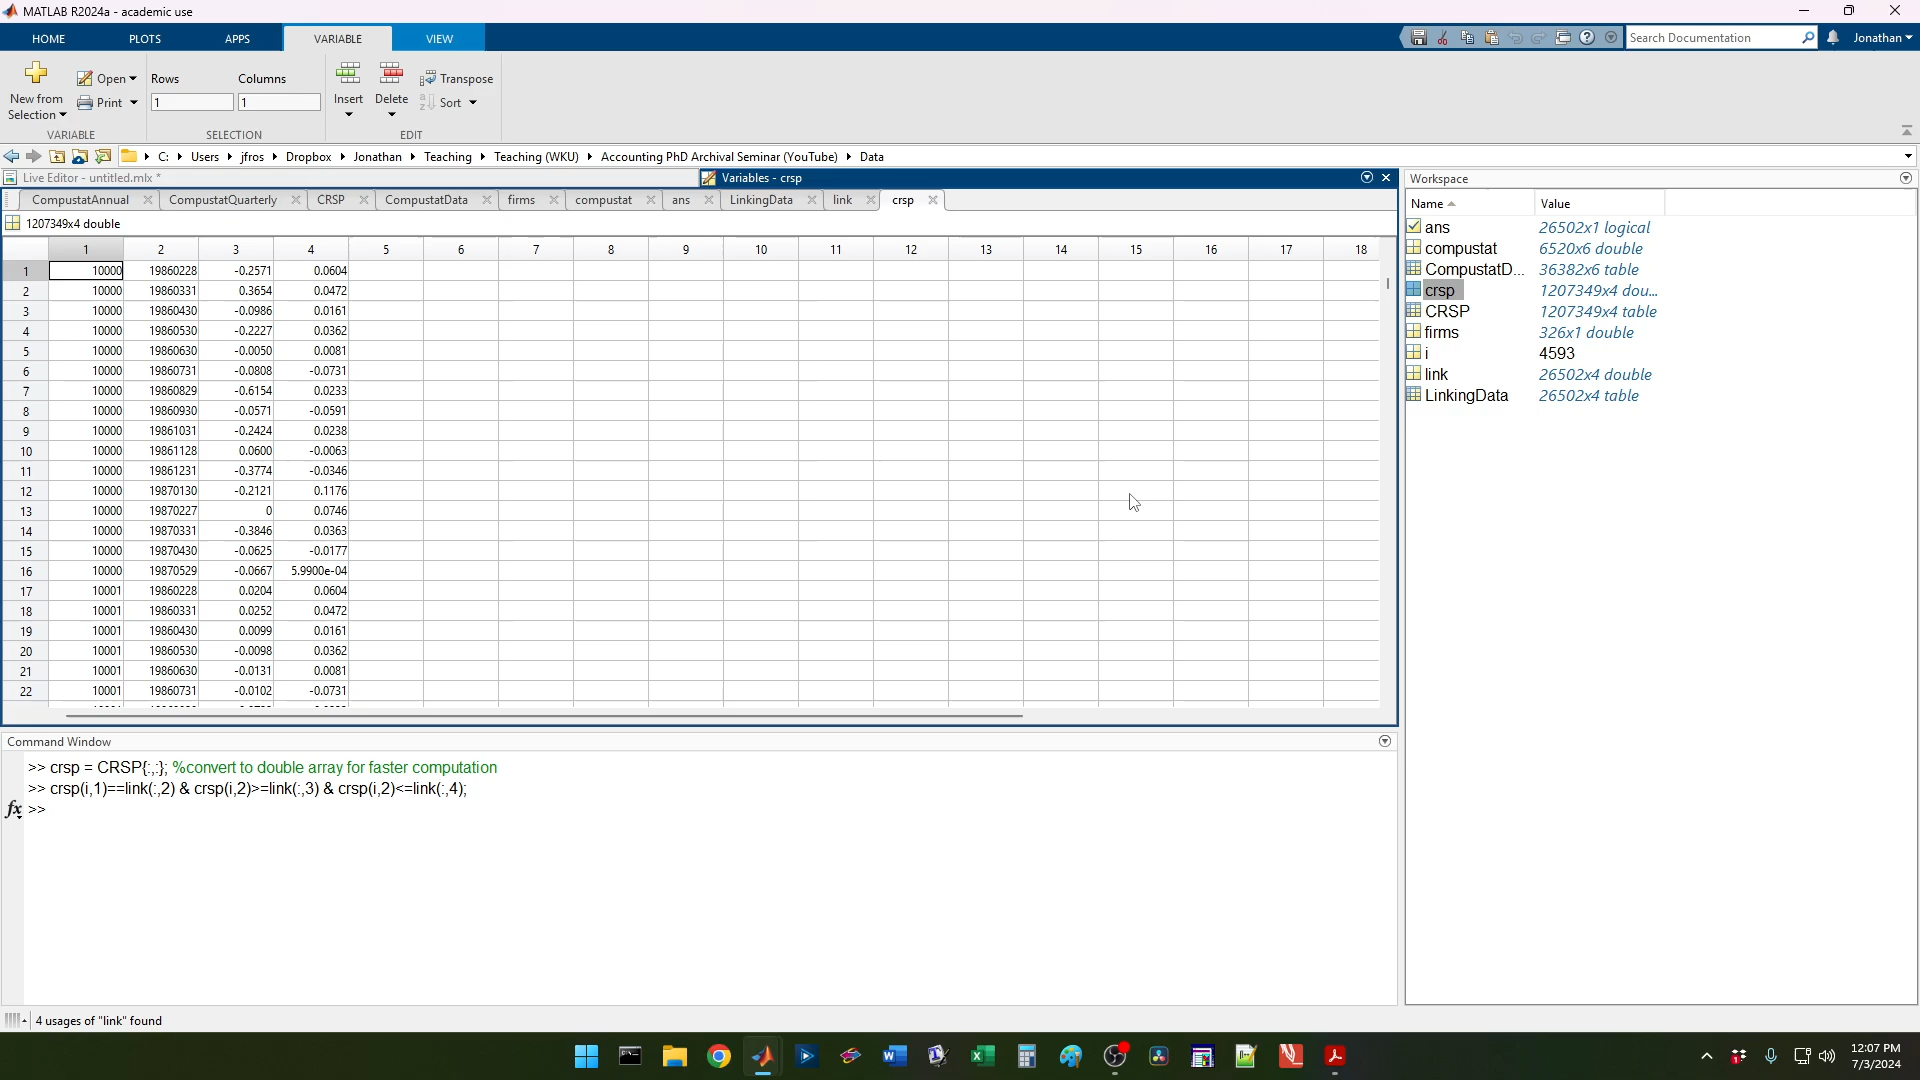 MATLAB R2024a - academic use
HOME PLOTS APPS VARIABLE VIEW Search Documentation Jonathan
New from Selection Open Print Rows Columns 1 1 Insert Delete Transpose Sort
VARIABLE SELECTION EDIT
C: Users jfros Dropbox Jonathan Teaching Teaching (WKU) Accounting PhD Archival Seminar (YouTube) Data
Live Editor - untitled.mlx * Variables - crsp Workspace
CompustatAnnual CompustatQuarterly CRSP CompustatData firms compustat ans LinkingData link crsp
1207349x4 double
1 2 3 4 5 6 7 8 9 10 11 12 13 14 15 16 17 18
1 10000 19860228 -0.2571 0.0604
2 10000 19860331 0.3654 0.0472
3 10000 19860430 -0.0986 0.0161
4 10000 19860530 -0.2227 0.0362
5 10000 19860630 -0.0050 0.0081
6 10000 19860731 -0.0808 -0.0731
7 10000 19860829 -0.6154 0.0233
8 10000 19860930 -0.0571 -0.0591
9 10000 19861031 -0.2424 0.0238
10 10000 19861128 0.0600 -0.0063
11 10000 19861231 -0.3774 -0.0346
12 10000 19870130 -0.2121 0.1176
13 10000 19870227 0 0.0746
14 10000 19870331 -0.3846 0.0363
15 10000 19870430 -0.0625 -0.0177
16 10000 19870529 -0.0667 5.9900e-04
17 10001 19860228 0.0204 0.0604
18 10001 19860331 0.0252 0.0472
19 10001 19860430 0.0099 0.0161
20 10001 19860530 -0.0098 0.0362
21 10001 19860630 -0.0131 0.0081
22 10001 19860731 -0.0102 -0.0731
Name Value
ans 26502x1 logical
compustat 6520x6 double
CompustatD... 36382x6 table
crsp 1207349x4 dou...
CRSP 1207349x4 table
firms 326x1 double
i 4593
link 26502x4 double
LinkingData 26502x4 table
Command Window
>> crsp = CRSP{:,:}; %convert to double array for faster computation
>> crsp(i,1)==link(:,2) & crsp(i,2)>=link(:,3) & crsp(i,2)<=link(:,4);
fx >>
4 usages of "link" found
12:07 PM
7/3/2024